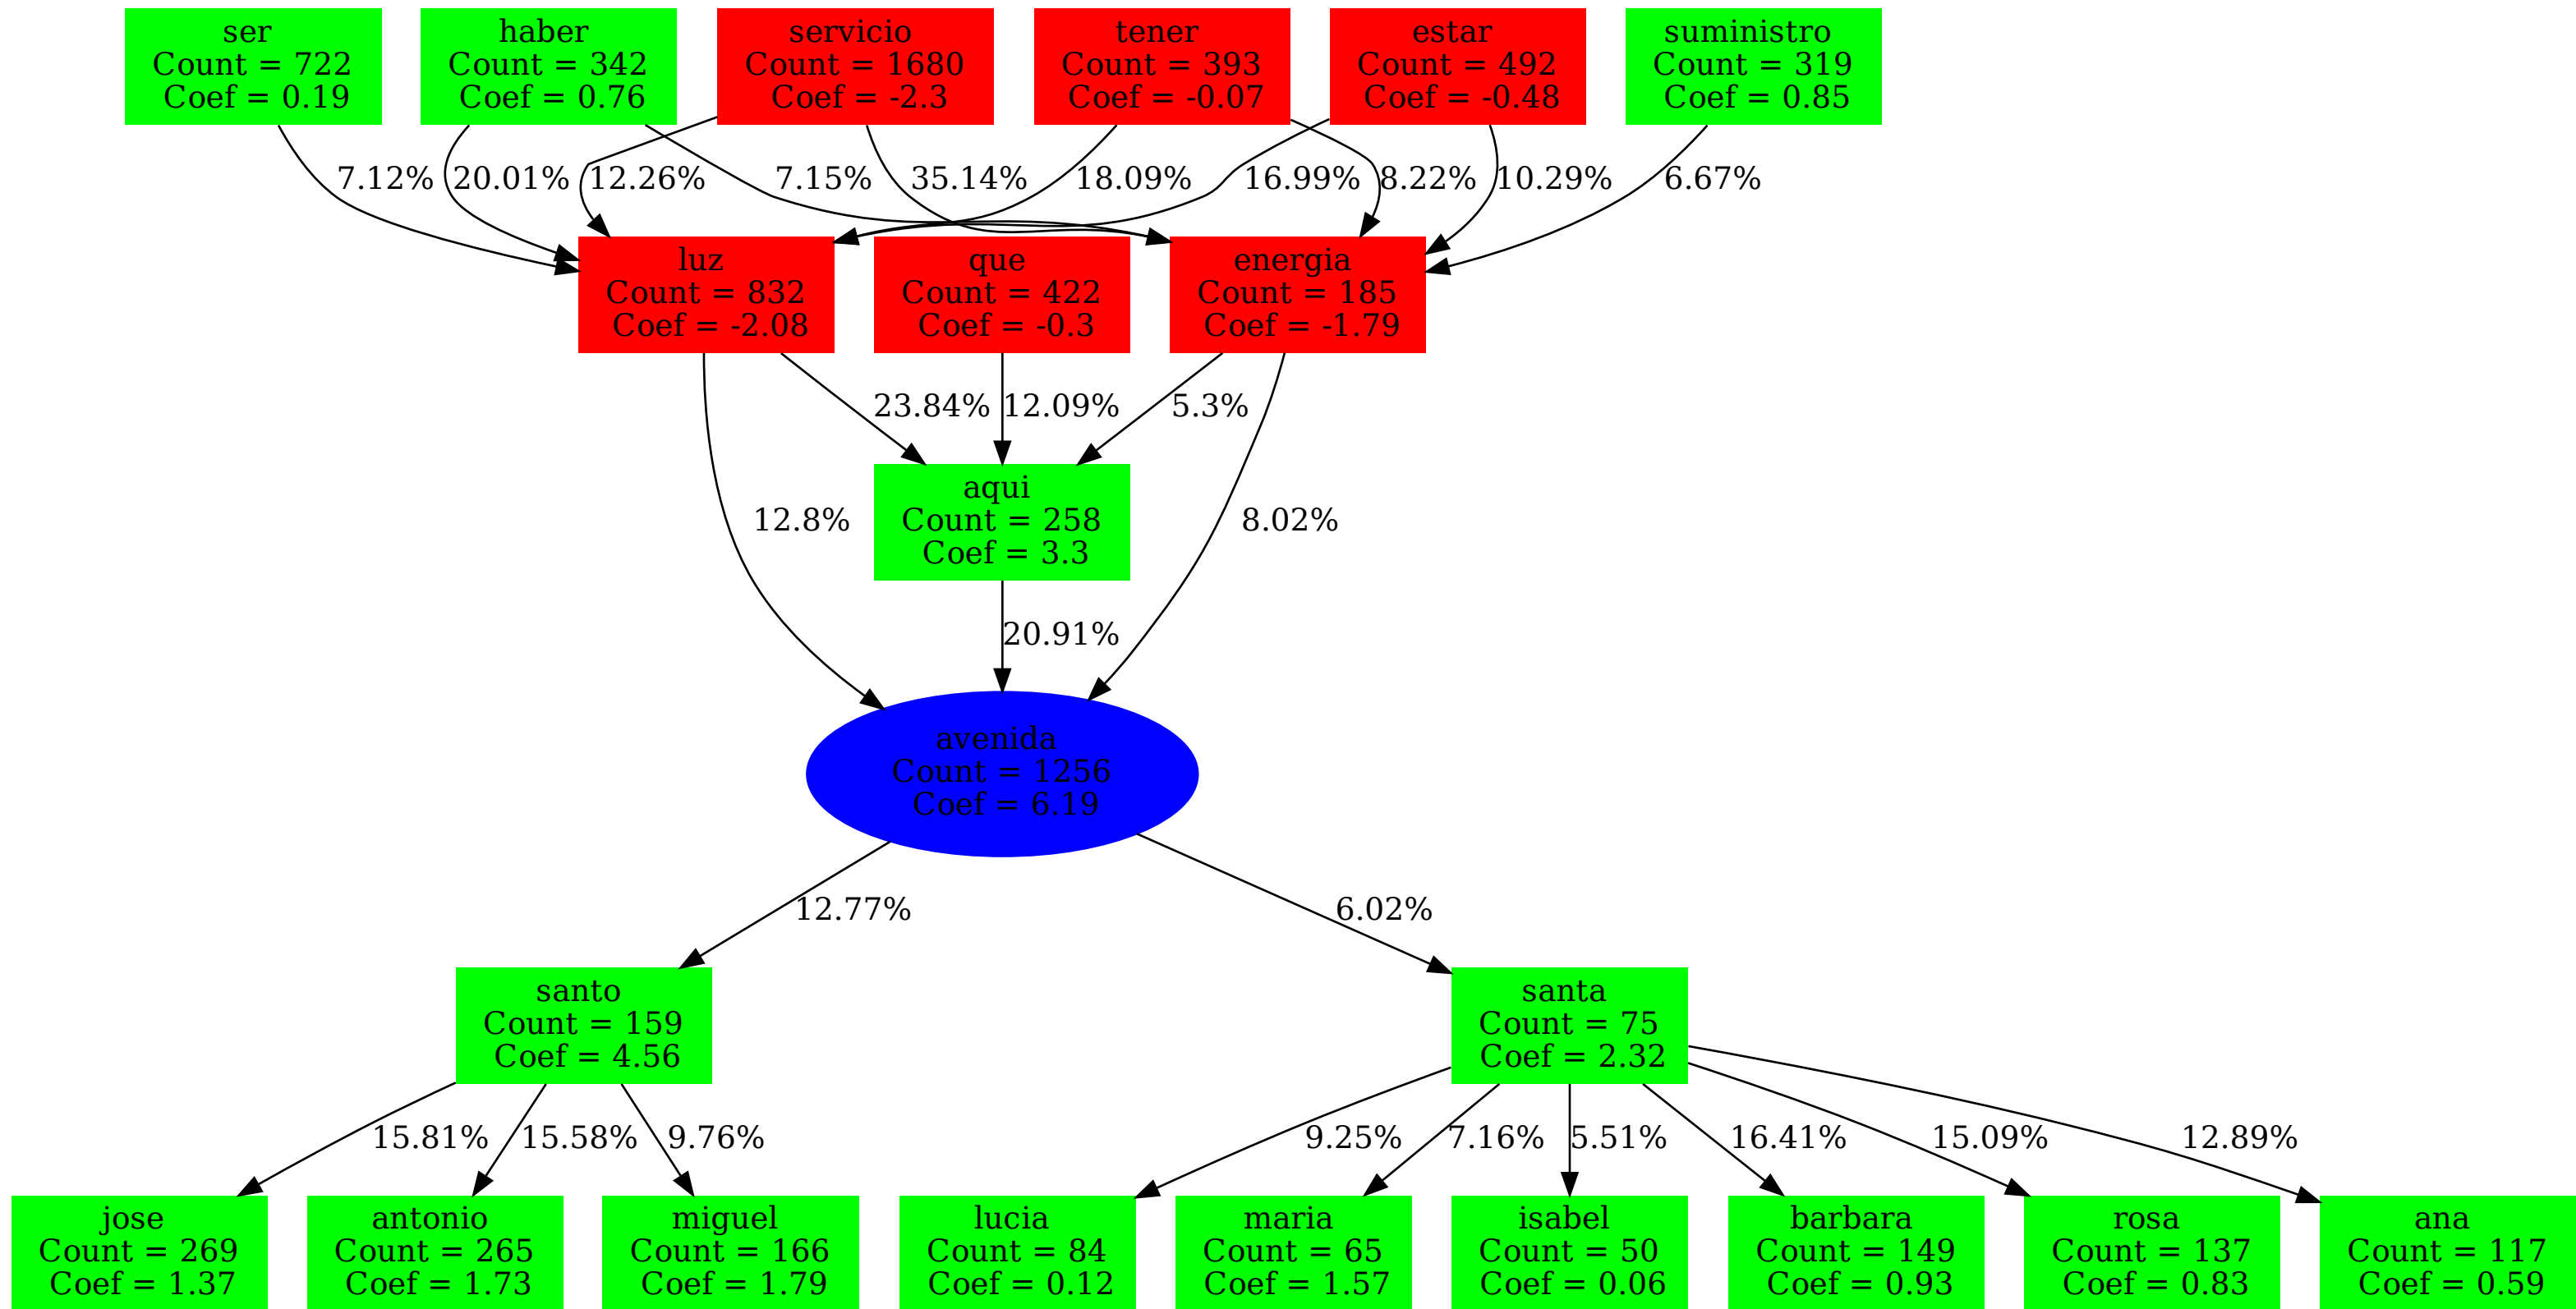 ser
Count = 722
Coef = 0.19
haber
Count = 342
Coef = 0.76
servicio
Count = 1680
Coef = -2.3
tener
Count = 393
Coef = -0.07
estar
Count = 492
Coef = -0.48
suministro
Count = 319
Coef = 0.85
7.12%
20.01%
12.26%
7.15%
35.14%
18.09%
16.99%
8.22%
10.29%
6.67%
luz
Count = 832
Coef = -2.08
que
Count = 422
Coef = -0.3
energia
Count = 185
Coef = -1.79
23.84%
12.09%
5.3%
aqui
Count = 258
Coef = 3.3
12.8%
8.02%
20.91%
avenida
Count = 1256
Coef = 6.19
12.77%
6.02%
santo
Count = 159
Coef = 4.56
santa
Count = 75
Coef = 2.32
15.81%
15.58%
9.76%
9.25%
7.16%
5.51%
16.41%
15.09%
12.89%
jose
Count = 269
Coef = 1.37
antonio
Count = 265
Coef = 1.73
miguel
Count = 166
Coef = 1.79
lucia
Count = 84
Coef = 0.12
maria
Count = 65
Coef = 1.57
isabel
Count = 50
Coef = 0.06
barbara
Count = 149
Coef = 0.93
rosa
Count = 137
Coef = 0.83
ana
Count = 117
Coef = 0.59